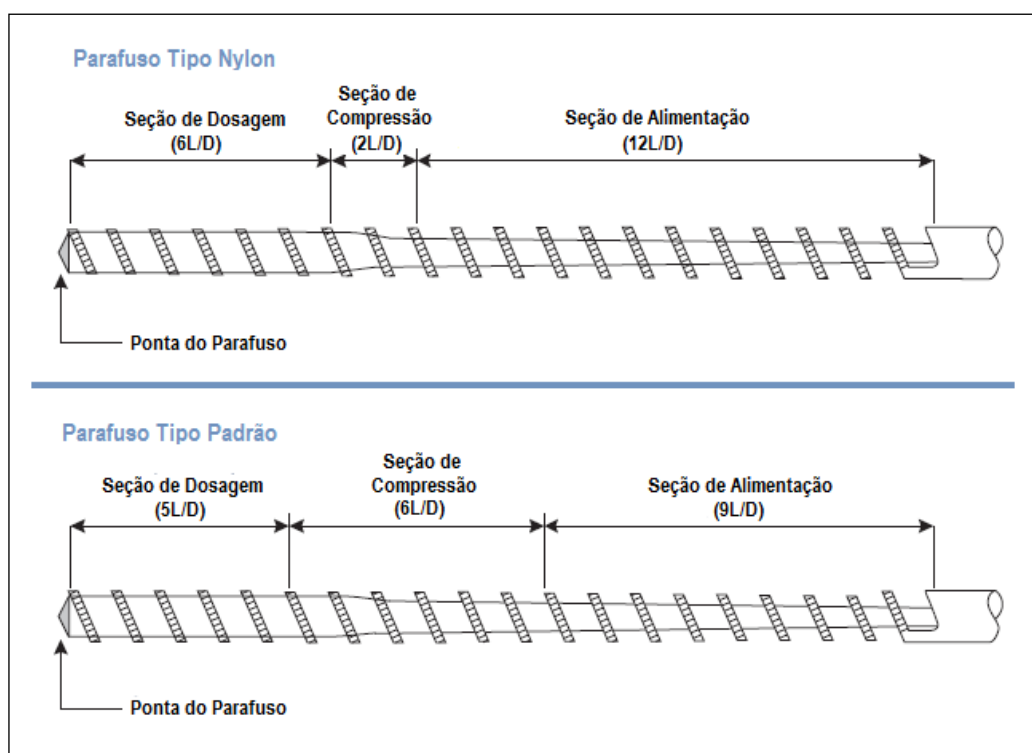 Parafuso Tipo Nylon
Seção de Dosagem
(6L/D)
Seção de
Compressão
(2L/D)
Seção de Alimentação
(12L/D)
Ponta do Parafuso
Parafuso Tipo Padrão
Seção de Dosagem
(5L/D)
Seção de
Compressão
(6L/D)
Seção de Alimentação
(9L/D)
Ponta do Parafuso